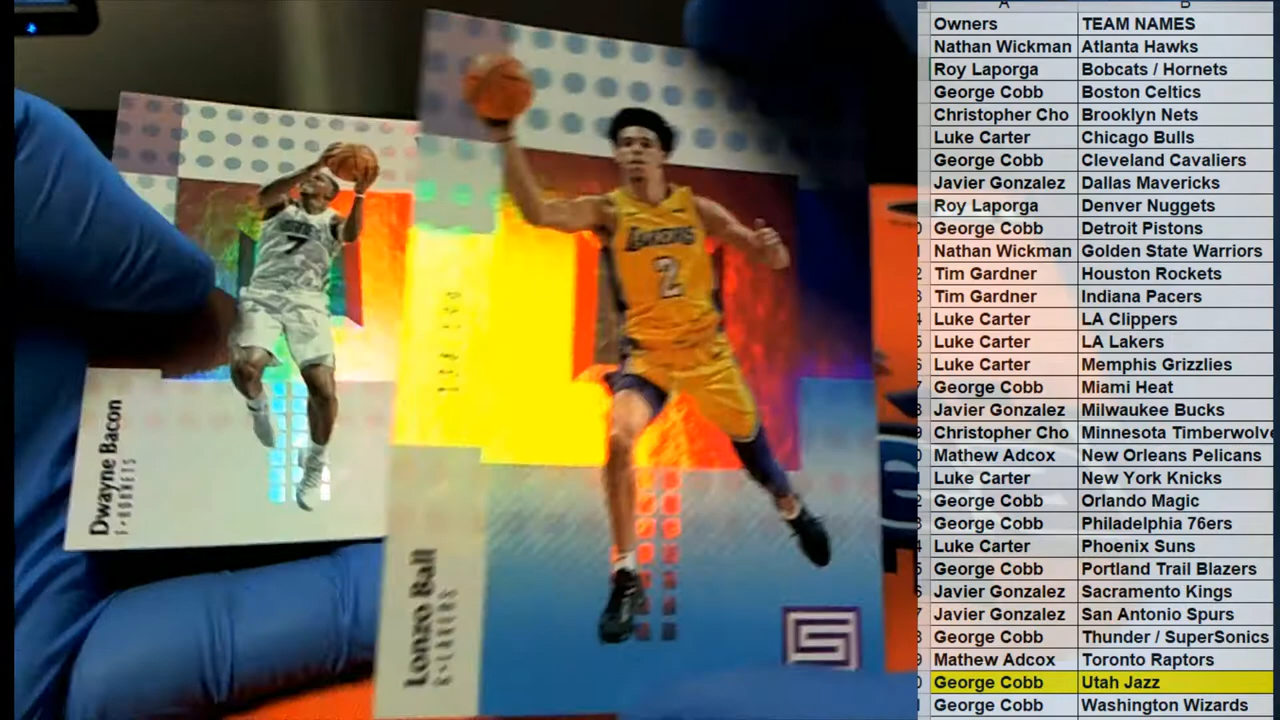 7
Dwayne Bacon
F•HORNETS
LAKERS
2
Lonzo Ball
G•LAKERS
A B
Owners TEAM NAMES
Nathan Wickman Atlanta Hawks
Roy Laporga Bobcats / Hornets
George Cobb Boston Celtics
Christopher Cho Brooklyn Nets
Luke Carter Chicago Bulls
George Cobb Cleveland Cavaliers
Javier Gonzalez Dallas Mavericks
Roy Laporga Denver Nuggets
George Cobb Detroit Pistons
Nathan Wickman Golden State Warriors
Tim Gardner Houston Rockets
Tim Gardner Indiana Pacers
Luke Carter LA Clippers
Luke Carter LA Lakers
Luke Carter Memphis Grizzlies
George Cobb Miami Heat
Javier Gonzalez Milwaukee Bucks
Christopher Cho Minnesota Timberwolve
Mathew Adcox New Orleans Pelicans
Luke Carter New York Knicks
George Cobb Orlando Magic
George Cobb Philadelphia 76ers
Luke Carter Phoenix Suns
George Cobb Portland Trail Blazers
Javier Gonzalez Sacramento Kings
Javier Gonzalez San Antonio Spurs
George Cobb Thunder / SuperSonics
Mathew Adcox Toronto Raptors
George Cobb Utah Jazz
George Cobb Washington Wizards